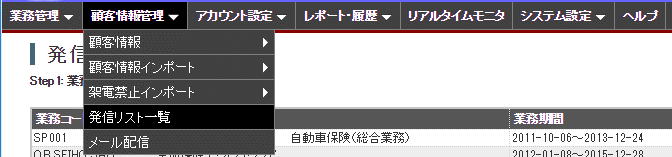 業務管理▼ 顧客情報管理▼ アカウント設定▼ レポート・履歴▼ リアルタイムモニタ システム設定▼ ヘルプ
顧客情報
顧客情報インポート
架電禁止インポート
発信リスト一覧
メール配信
発信
Step1: 業務
業務コー 業務期間
SP001 自動車保険(総合業務) 2011-10-06～2013-12-24
2012-01-08～2015-12-28